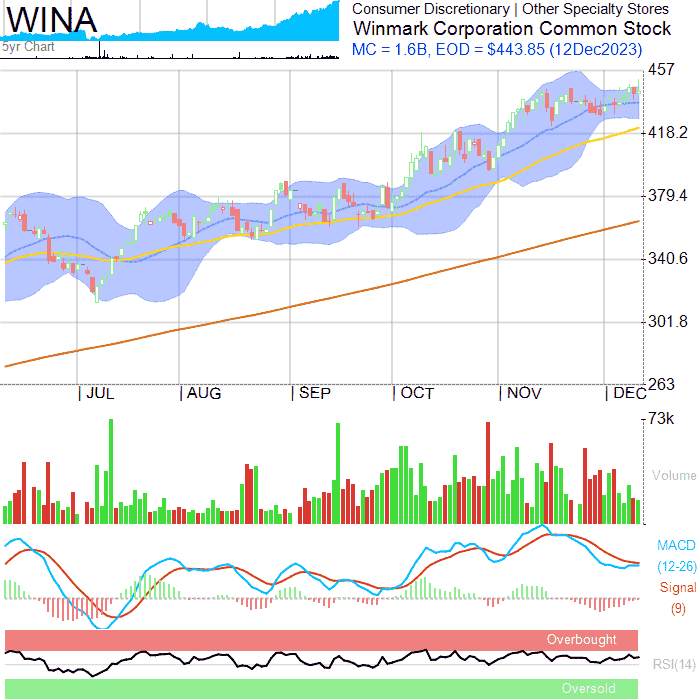 WINA
5yr Chart
Consumer Discretionary | Other Specialty Stores
Winmark Corporation Common Stock
MC = 1.6B, EOD = $443.85 (12Dec2023)
457
418.2
379.4
340.6
301.8
263
JUL
AUG
SEP
OCT
NOV
DEC
73k
Volume
MACD
(12-26)
Signal
(9)
Overbought
RSI(14)
Oversold